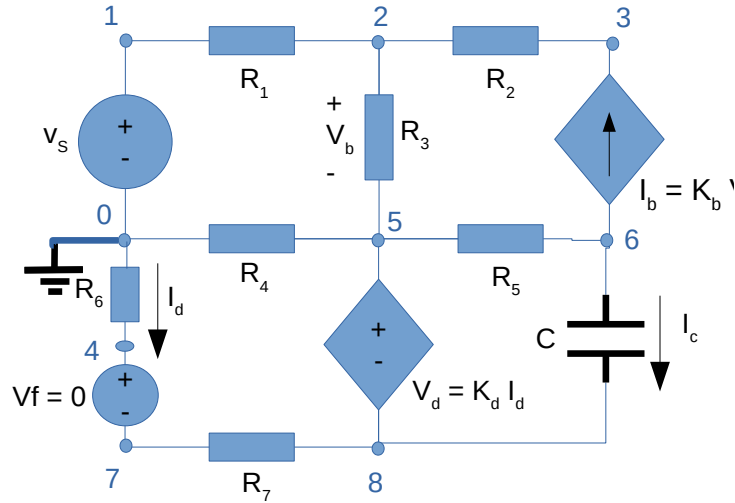 1
2
3
R1
R2
+
-
vS
+
Vb
-
R3
Ib = Kb V
0
5
6
R4
R5
R6
Id
4
+
-
Vf = 0
+
-
Vd = Kd Id
C
Ic
7
R7
8